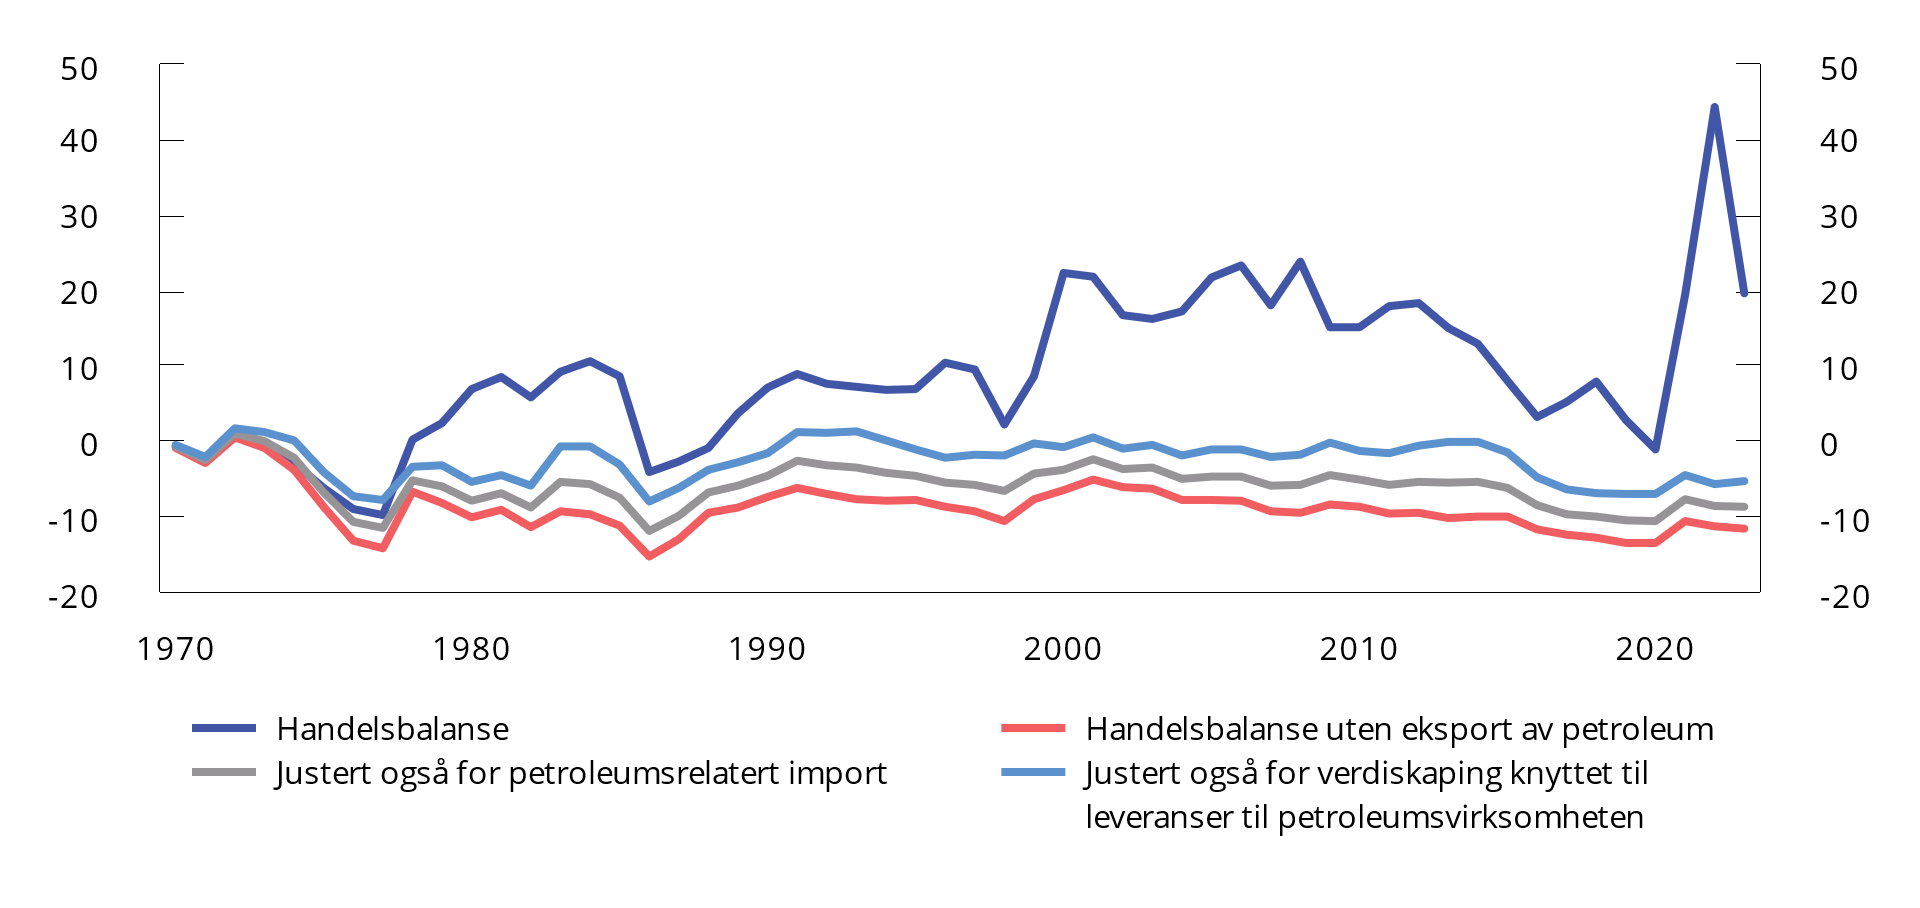 50 50
40 40
30 30
20 20
10 10
0 0
-10 -10
-20 -20
1970 1980 1990 2000 2010 2020
Handelsbalanse
Handelsbalanse uten eksport av petroleum
Justert også for petroleumsrelatert import
Justert også for verdiskaping knyttet til
leveranser til petroleumsvirksomheten